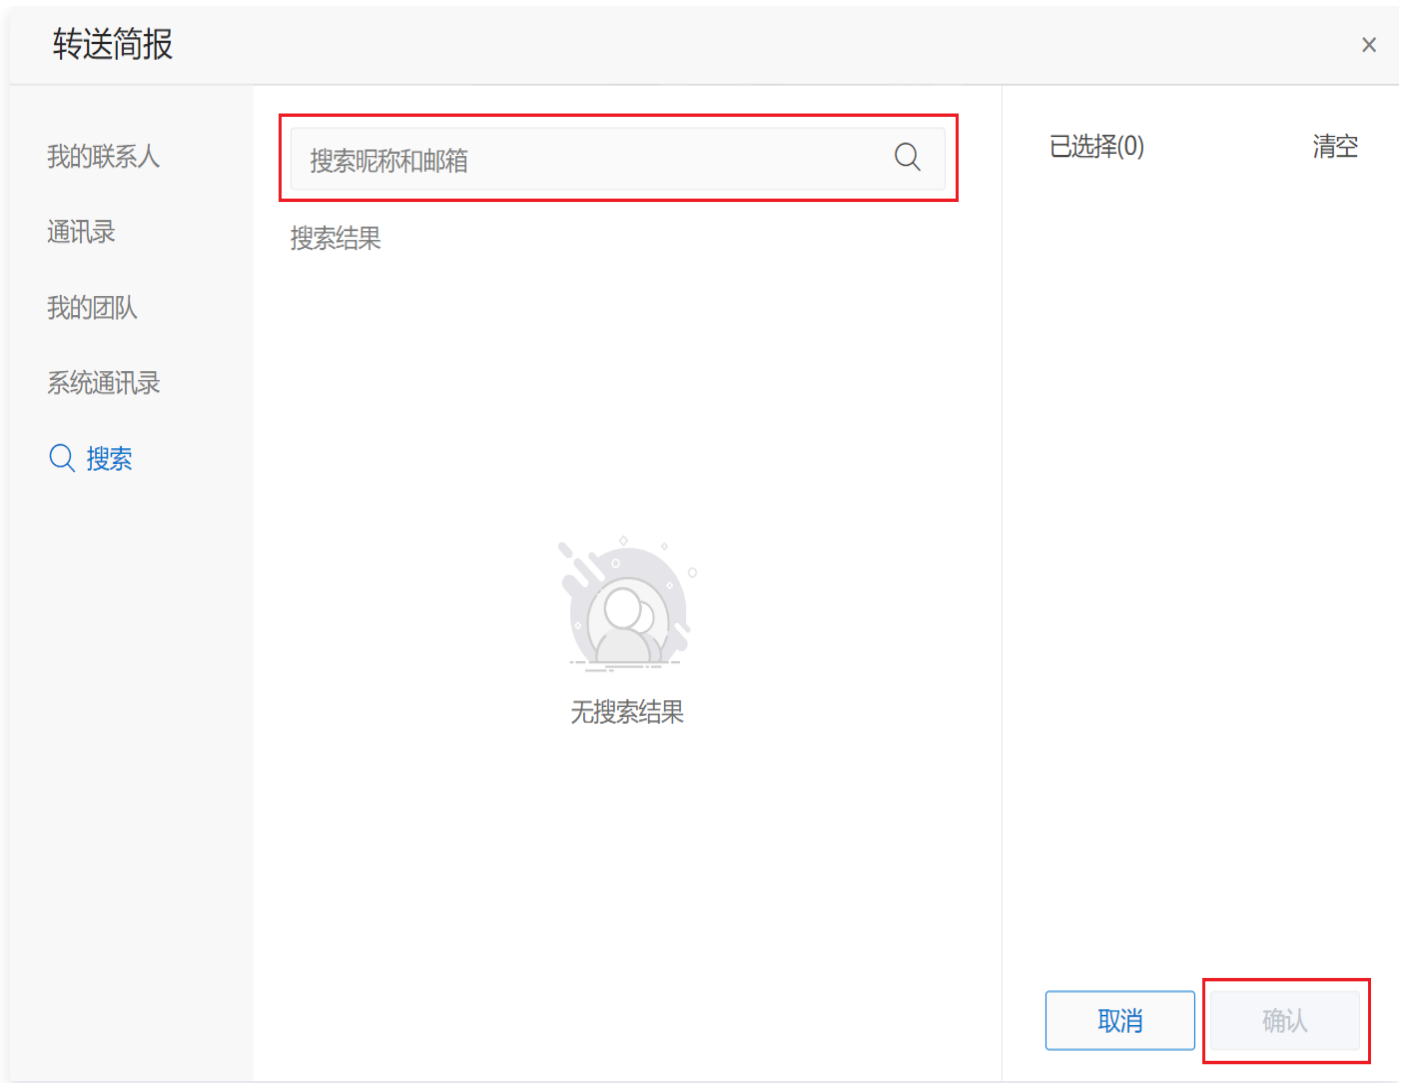 转送简报
我的联系人
通讯录
我的团队
系统通讯录
搜索
搜索昵称和邮箱
搜索结果
无搜索结果
已选择(0)
清空
取消
确认